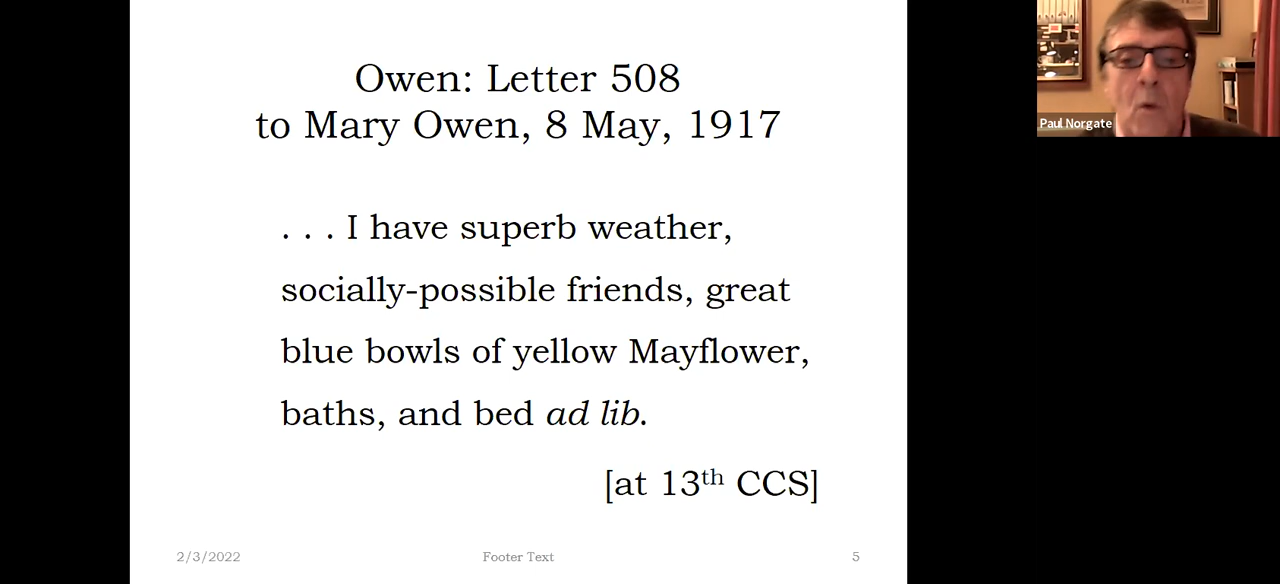 Owen: Letter 508
to Mary Owen, 8 May, 1917
. . . I have superb weather,
socially-possible friends, great
blue bowls of yellow Mayflower,
baths, and bed ad lib.
[at 13th CCS]
2/3/2022
Footer Text
5
Paul Norgate